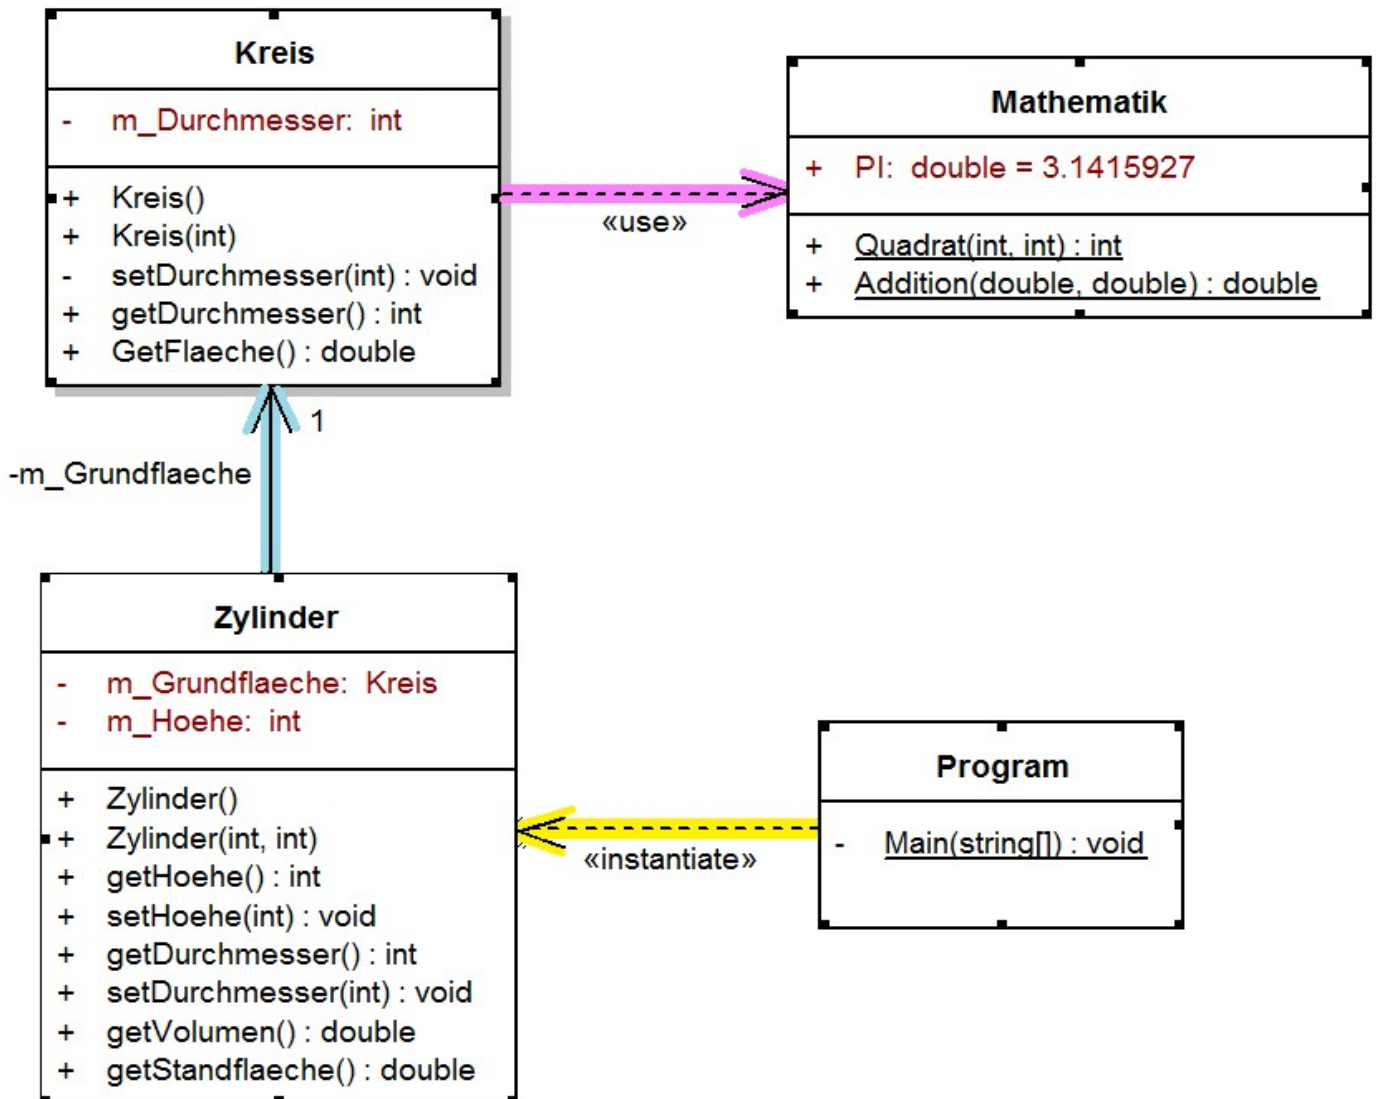 Kreis
- m_Durchmesser: int
+ Kreis()
+ Kreis(int)
- setDurchmesser(int) : void
+ getDurchmesser() : int
+ GetFlaeche() : double
«use»
Mathematik
+ PI: double = 3.1415927
+ Quadrat(int, int) : int
+ Addition(double, double) : double
1
-m_Grundflaeche
Zylinder
- m_Grundflaeche: Kreis
- m_Hoehe: int
+ Zylinder()
+ Zylinder(int, int)
+ getHoehe() : int
+ setHoehe(int) : void
+ getDurchmesser() : int
+ setDurchmesser(int) : void
+ getVolumen() : double
+ getStandflaeche() : double
«instantiate»
Program
- Main(string[]) : void